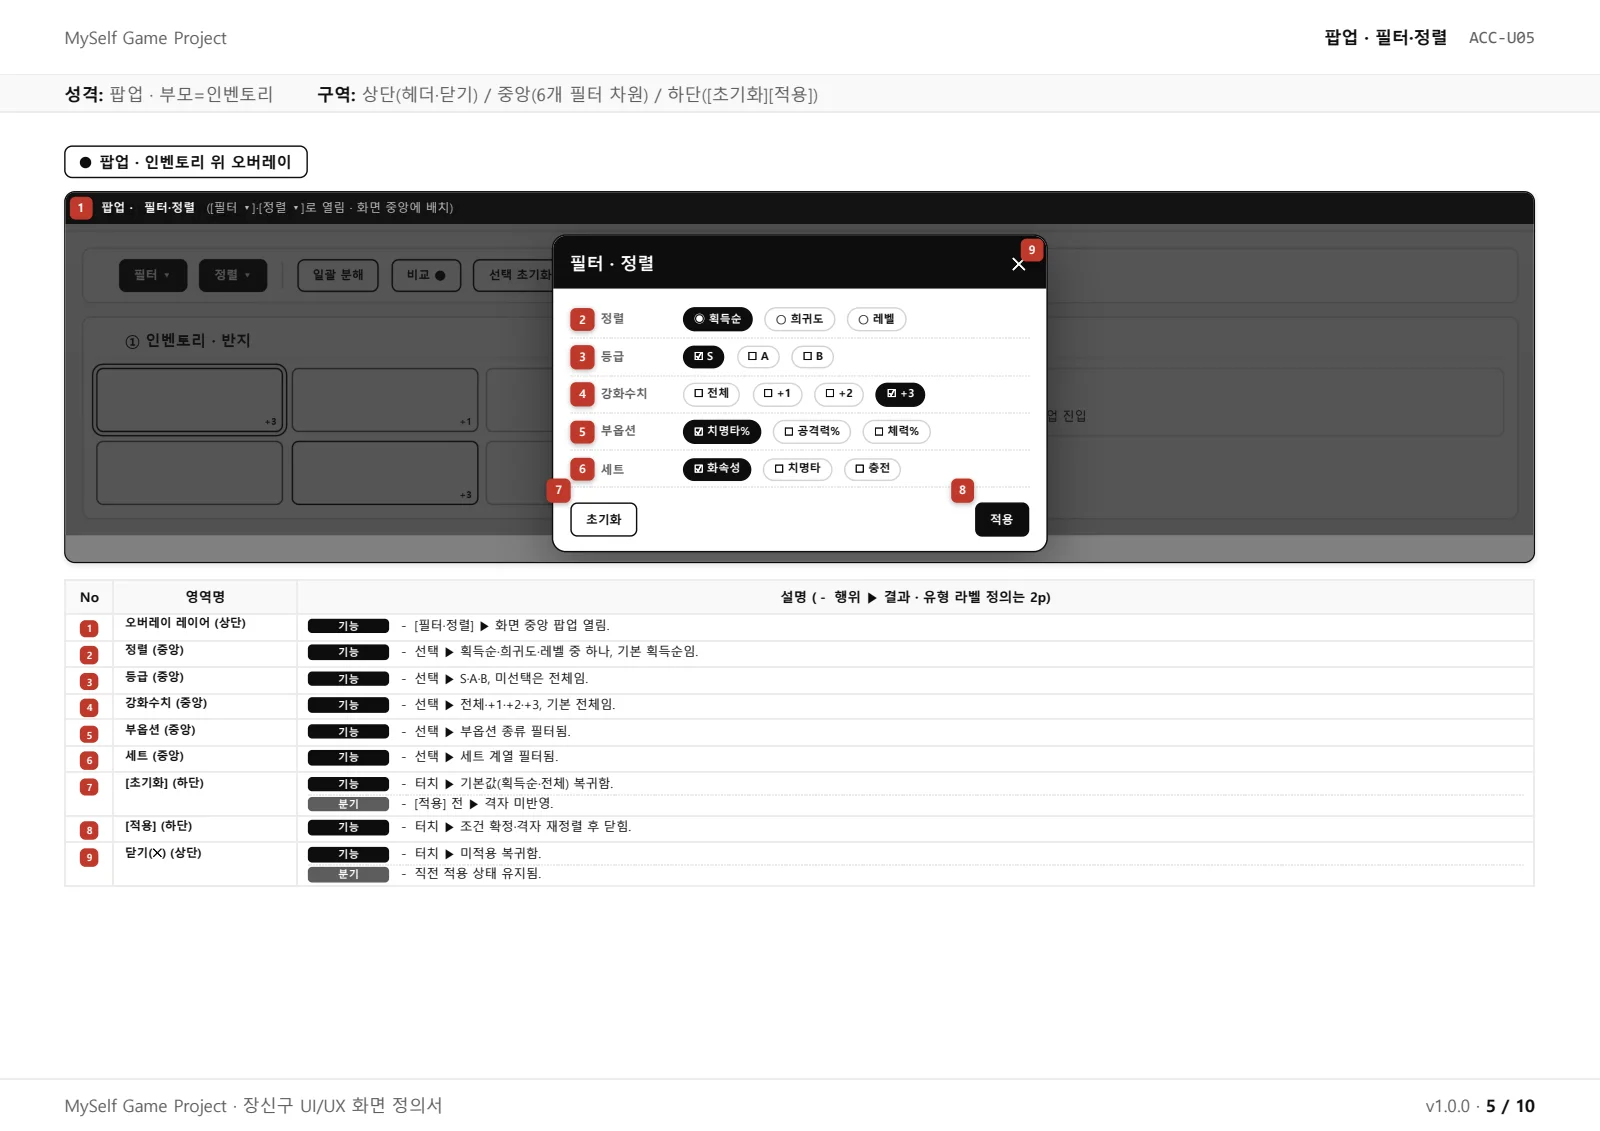 MySelf Game Project
팝업 · 필터·정렬 ACC-U05
성격: 팝업 · 부모=인벤토리 구역: 상단(헤더·닫기) / 중앙(6개 필터 차원) / 하단([초기화][적용])
● 팝업 · 인벤토리 위 오버레이
1 팝업 · 필터·정렬 ([필터 ▾]·[정렬 ▾]로 열림 · 화면 중앙에 배치)
필터 ▾ 정렬 ▾ 일괄 분해 비교 ● 선택 초기화
① 인벤토리 · 반지
+3 +1
업 진입
+3
필터 · 정렬 ✕ 9
2 정렬 ◉ 획득순 ○ 희귀도 ○ 레벨
3 등급 ☑ S ☐ A ☐ B
4 강화수치 ☐ 전체 ☐ +1 ☐ +2 ☑ +3
5 부옵션 ☑ 치명타% ☐ 공격력% ☐ 체력%
6 세트 ☑ 화속성 ☐ 치명타 ☐ 충전
7 초기화 8 적용
No 영역명 설명 ( - 행위 ▶ 결과 · 유형 라벨 정의는 2p)
1 오버레이 레이어 (상단) 기능 - [필터·정렬] ▶ 화면 중앙 팝업 열림.
2 정렬 (중앙) 기능 - 선택 ▶ 획득순·희귀도·레벨 중 하나, 기본 획득순임.
3 등급 (중앙) 기능 - 선택 ▶ S·A·B, 미선택은 전체임.
4 강화수치 (중앙) 기능 - 선택 ▶ 전체·+1·+2·+3, 기본 전체임.
5 부옵션 (중앙) 기능 - 선택 ▶ 부옵션 종류 필터됨.
6 세트 (중앙) 기능 - 선택 ▶ 세트 계열 필터됨.
7 [초기화] (하단) 기능 - 터치 ▶ 기본값(획득순·전체) 복귀함.
분기 - [적용] 전 ▶ 격자 미반영.
8 [적용] (하단) 기능 - 터치 ▶ 조건 확정·격자 재정렬 후 닫힘.
9 닫기(✕) (상단) 기능 - 터치 ▶ 미적용 복귀함.
분기 - 직전 적용 상태 유지됨.
MySelf Game Project · 장신구 UI/UX 화면 정의서
v1.0.0 · 5 / 10